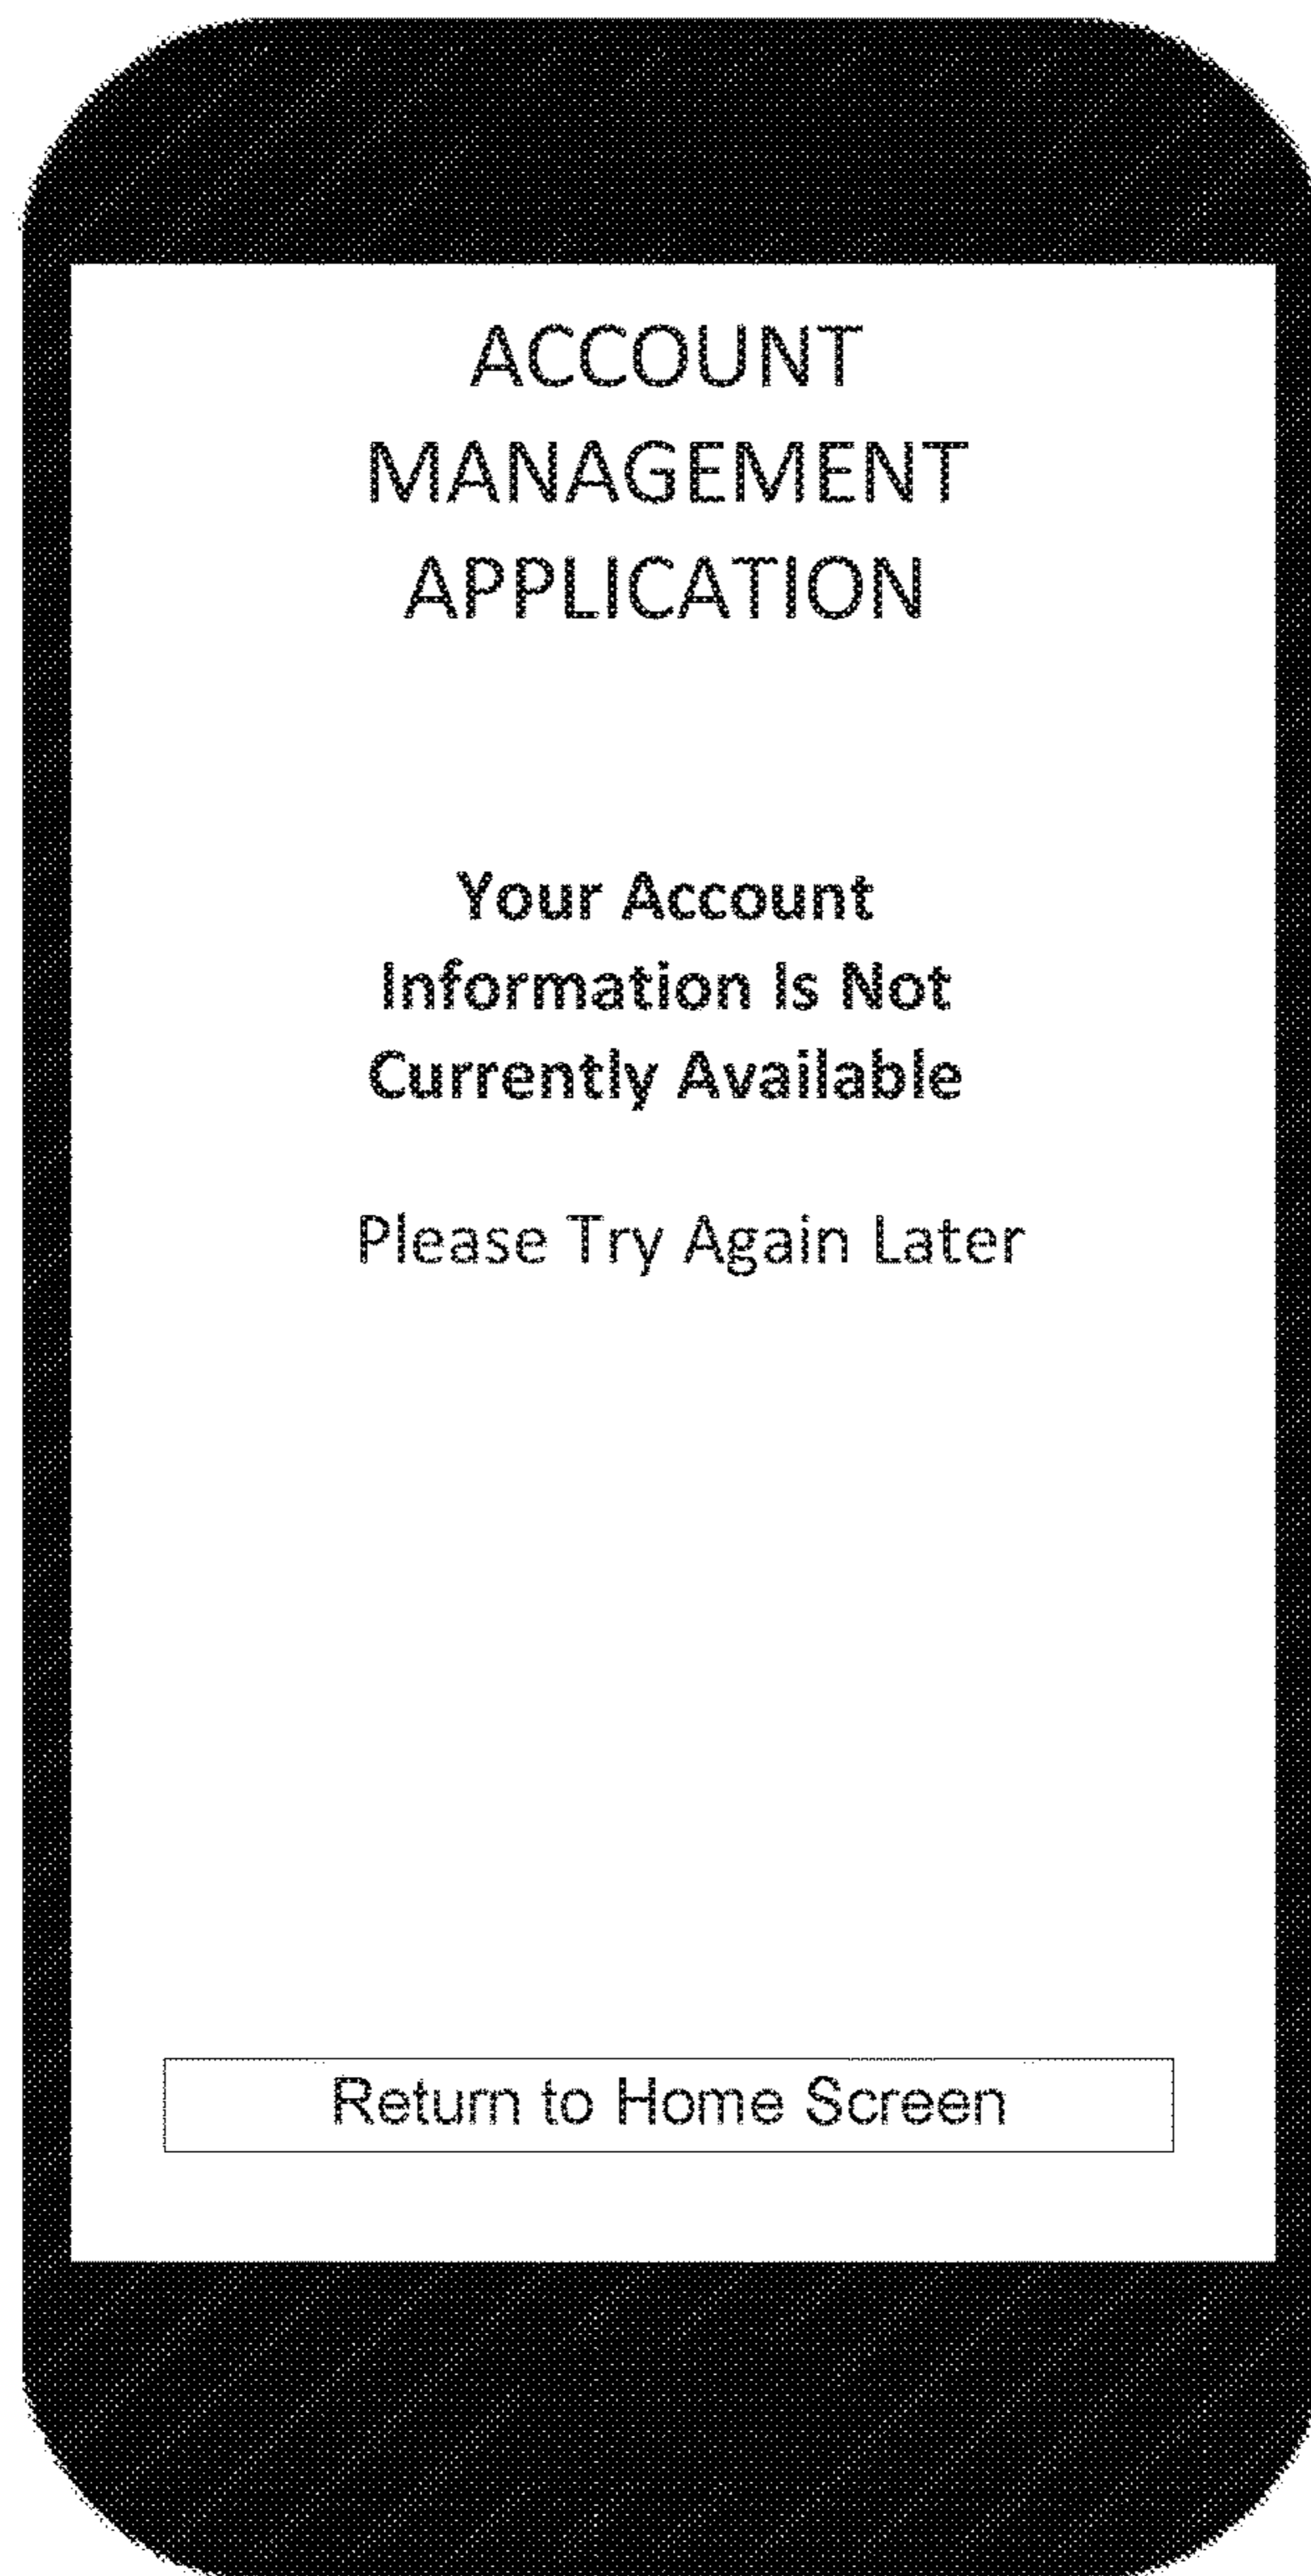 ACCOUNT
MANAGEMENT
APPLICATION
Your Account
Information Is Not
Currently Available
Please Try Again Later
Return to Home Screen